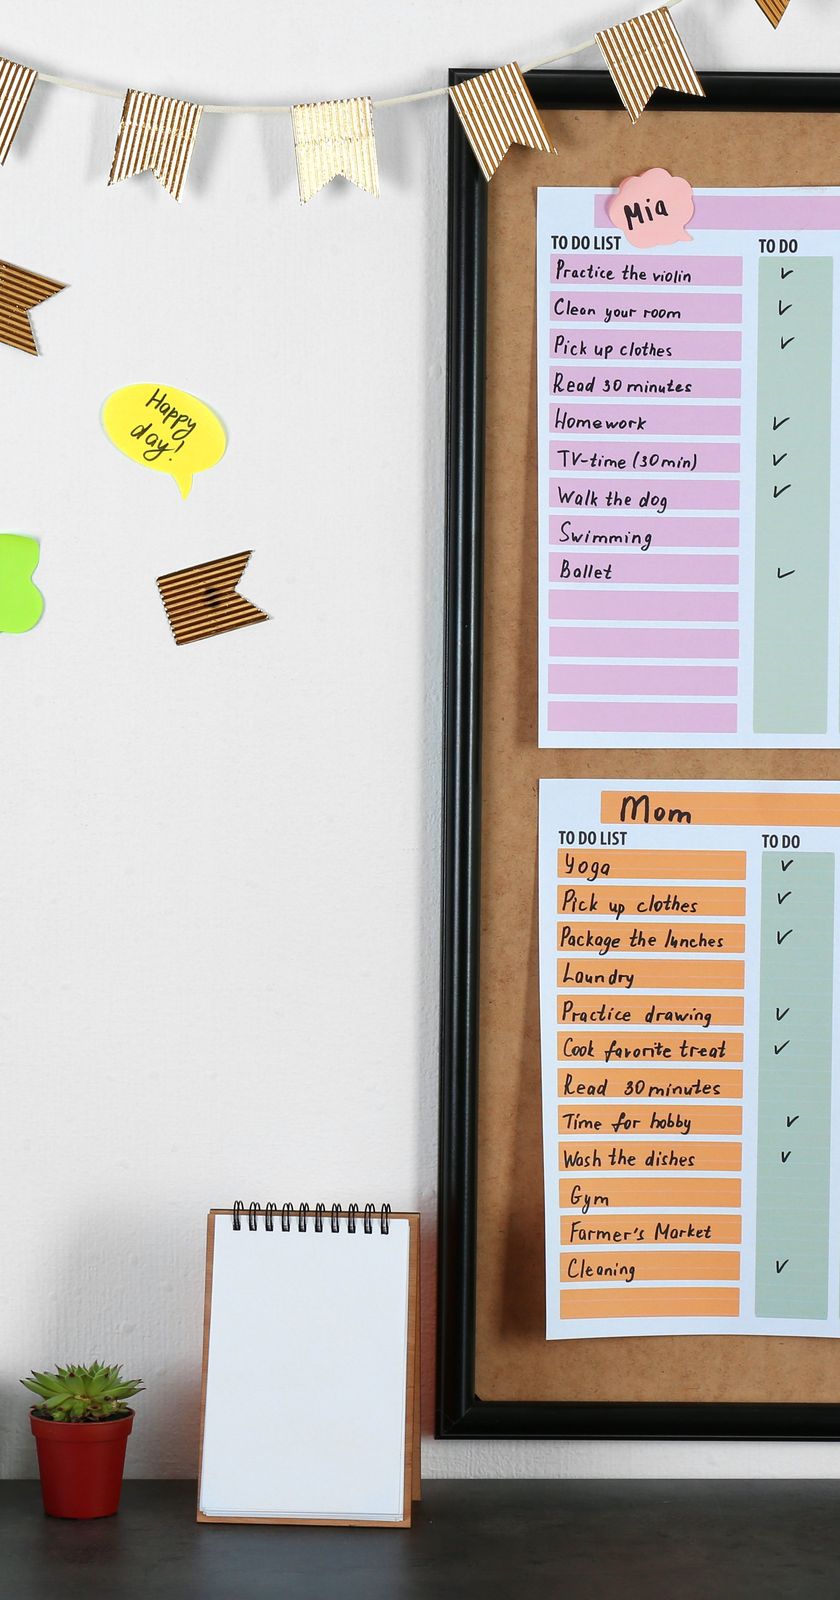 Happy
day!
Mia
TO DO LIST TO DO
Practice the violin ✓
Clean your room ✓
Pick up clothes ✓
Read 30 minutes
Homework ✓
TV-time (30 min) ✓
Walk the dog ✓
Swimming
Ballet ✓
Mom
TO DO LIST TO DO
Yoga ✓
Pick up clothes ✓
Package the lunches ✓
Laundry
Practice drawing ✓
Cook favorite treat ✓
Read 30 minutes
Time for hobby ✓
Wash the dishes ✓
Gym
Farmer's Market
Cleaning ✓